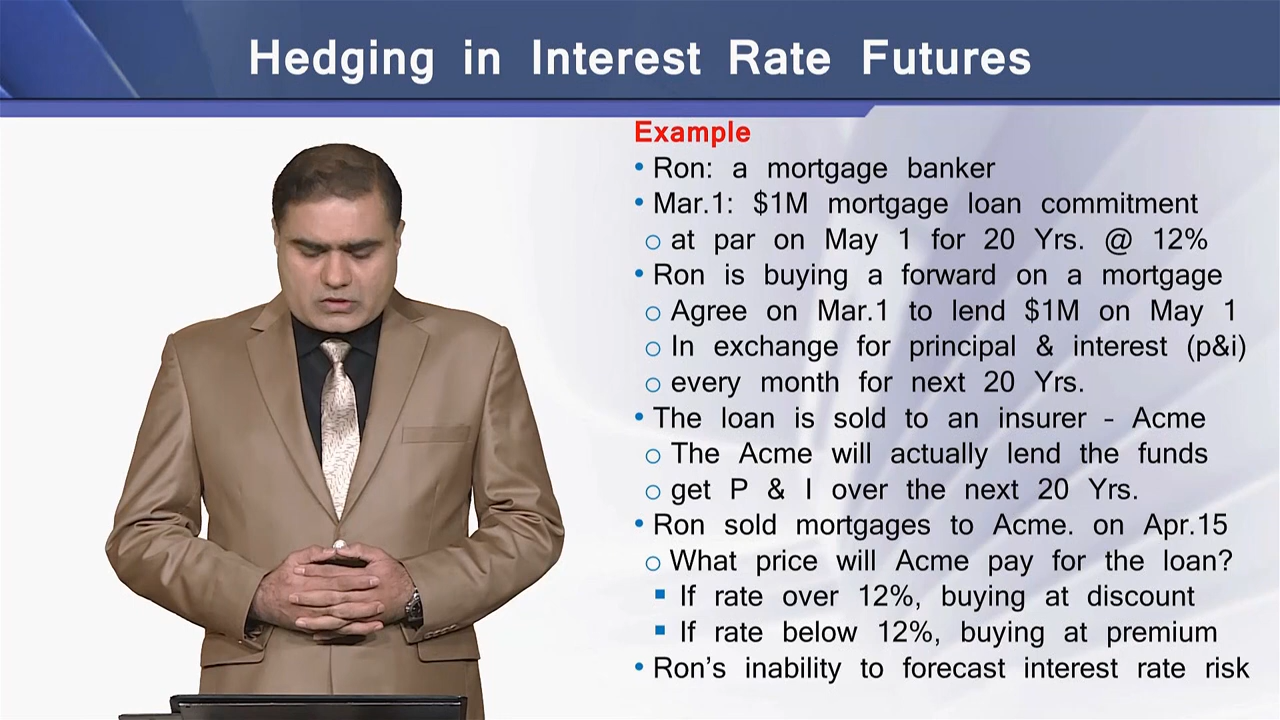 Hedging in Interest Rate Futures
Example
• Ron: a mortgage banker
• Mar.1: $1M mortgage loan commitment
o at par on May 1 for 20 Yrs. @ 12%
• Ron is buying a forward on a mortgage
o Agree on Mar.1 to lend $1M on May 1
o In exchange for principal & interest (p&i)
o every month for next 20 Yrs.
• The loan is sold to an insurer - Acme
o The Acme will actually lend the funds
o get P & I over the next 20 Yrs.
• Ron sold mortgages to Acme. on Apr.15
o What price will Acme pay for the loan?
▪ If rate over 12%, buying at discount
▪ If rate below 12%, buying at premium
• Ron's inability to forecast interest rate risk